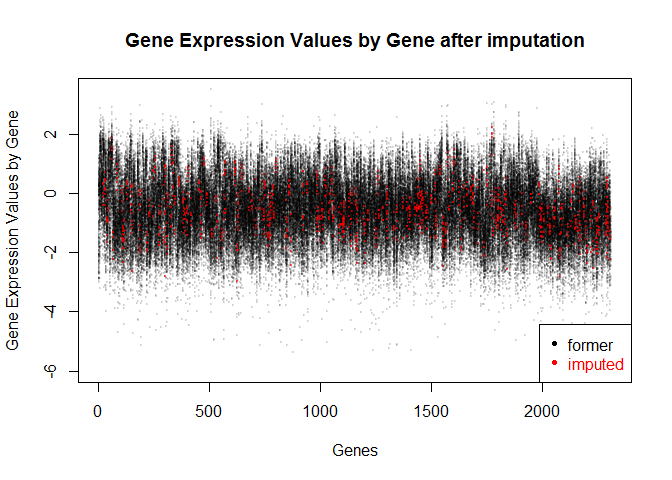 Gene Expression Values by Gene after imputation
Gene Expression Values by Gene
2
0
-2
-4
-6
former
imputed
0 500 1000 1500 2000
Genes